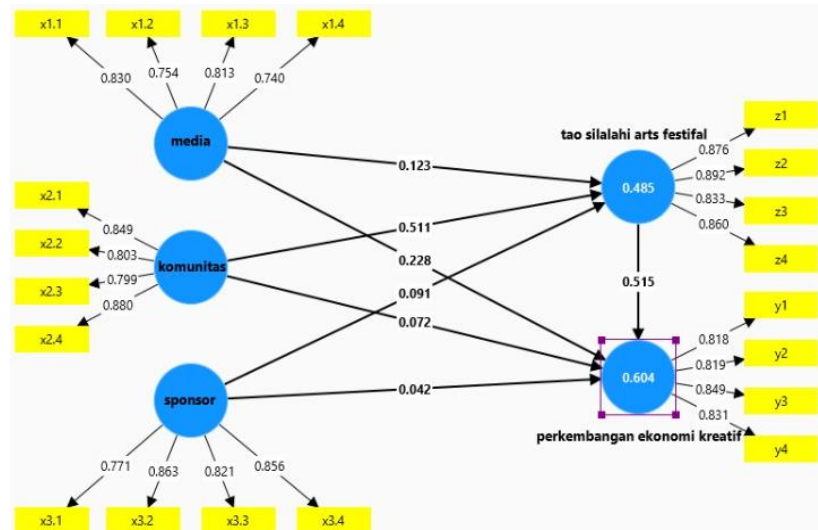 x1.1
x1.2
x1.3
x1.4
0.830
0.754
0.813
0.740
media
tao silalahi arts festifal
z1
0.876
z2
0.892
0.485
z3
0.833
z4
0.860
0.123
x2.1
0.849
x2.2
0.803
x2.3
0.799
x2.4
0.880
komunitas
0.511
0.228
0.091
0.072
0.515
0.042
y1
0.818
y2
0.819
0.604
y3
0.849
y4
0.831
perkembangan ekonomi kreatif
sponsor
0.771
0.863
0.821
0.856
x3.1
x3.2
x3.3
x3.4